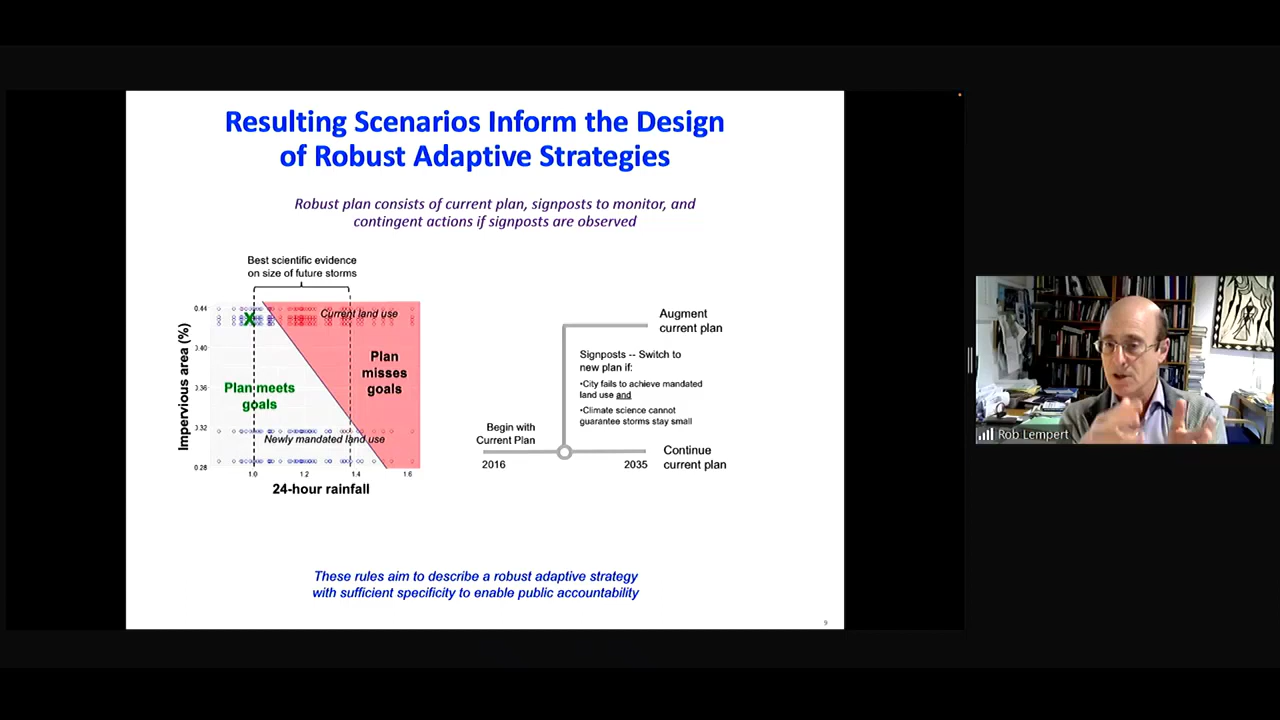 Resulting Scenarios Inform the Design
of Robust Adaptive Strategies
Robust plan consists of current plan, signposts to monitor, and
contingent actions if signposts are observed
Best scientific evidence
on size of future storms
Impervious area (%)
0.44
0.40
0.36
0.32
0.28
Current land use
X
Plan
misses
goals
Plan meets
goals
Newly mandated land use
1.0
1.2
1.4
1.6
24-hour rainfall
Augment
current plan
Signposts -- Switch to
new plan if:
•City fails to achieve mandated
land use and
•Climate science cannot
guarantee storms stay small
Begin with
Current Plan
2016
2035
Continue
current plan
These rules aim to describe a robust adaptive strategy
with sufficient specificity to enable public accountability
9
Rob Lempert